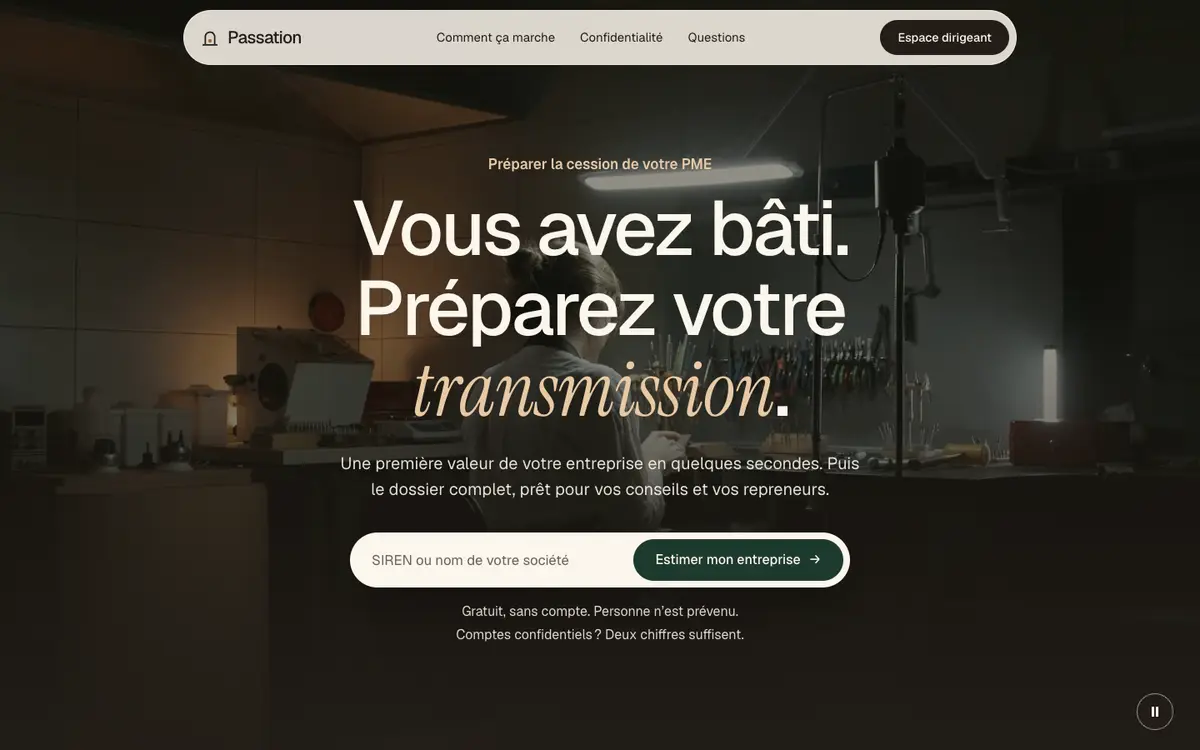 Passation
Comment ça marche
Confidentialité
Questions
Espace dirigeant
Préparer la cession de votre PME
Vous avez bâti.
Préparez votre
transmission.
Une première valeur de votre entreprise en quelques secondes. Puis
le dossier complet, prêt pour vos conseils et vos repreneurs.
SIREN ou nom de votre société
Estimer mon entreprise →
Gratuit, sans compte. Personne n’est prévenu.
Comptes confidentiels ? Deux chiffres suffisent.